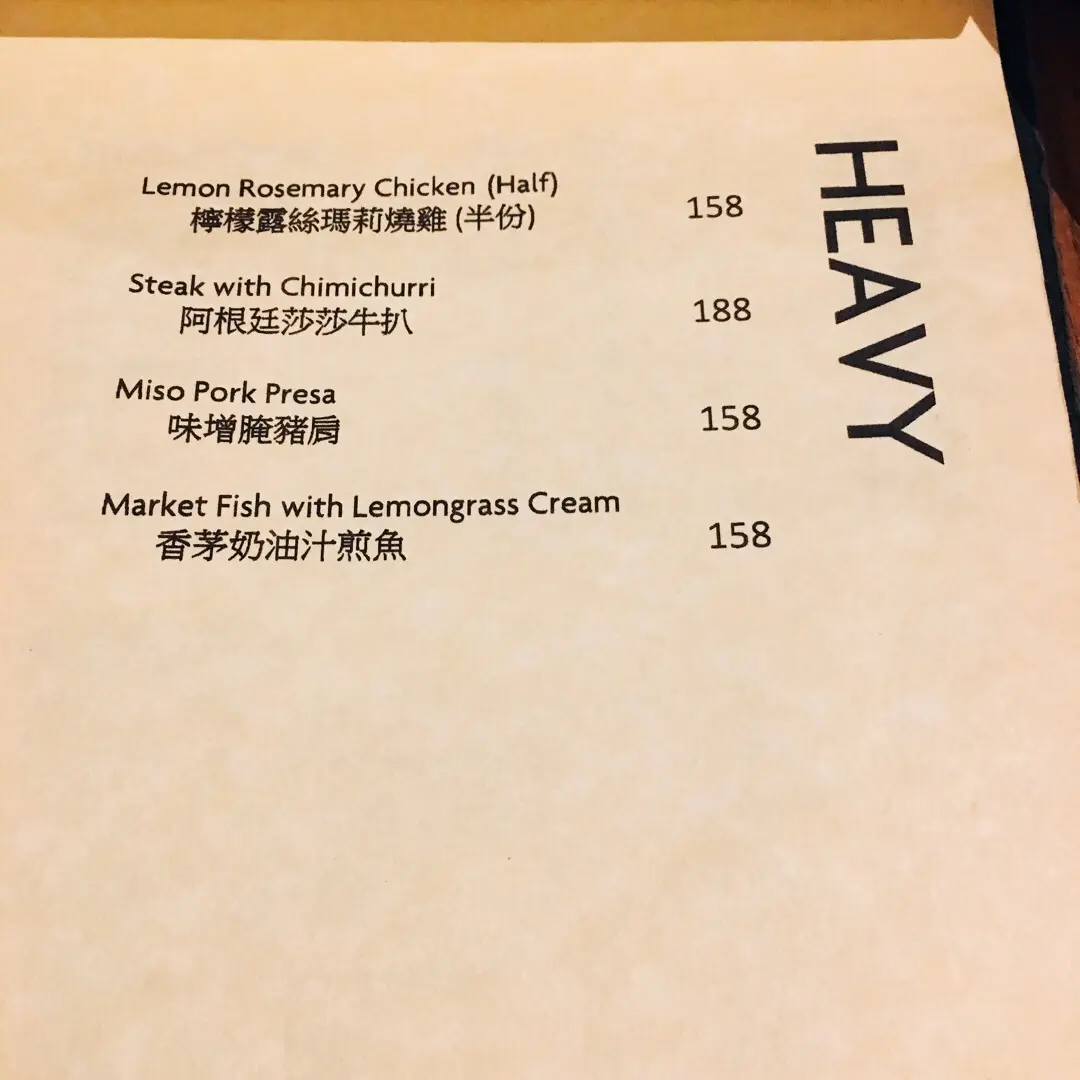 HEAVY
Lemon Rosemary Chicken (Half) 158
檸檬露絲瑪莉燒雞 (半份)
Steak with Chimichurri 188
阿根廷莎莎牛扒
Miso Pork Presa 158
味增腌豬肩
Market Fish with Lemongrass Cream 158
香茅奶油汁煎魚